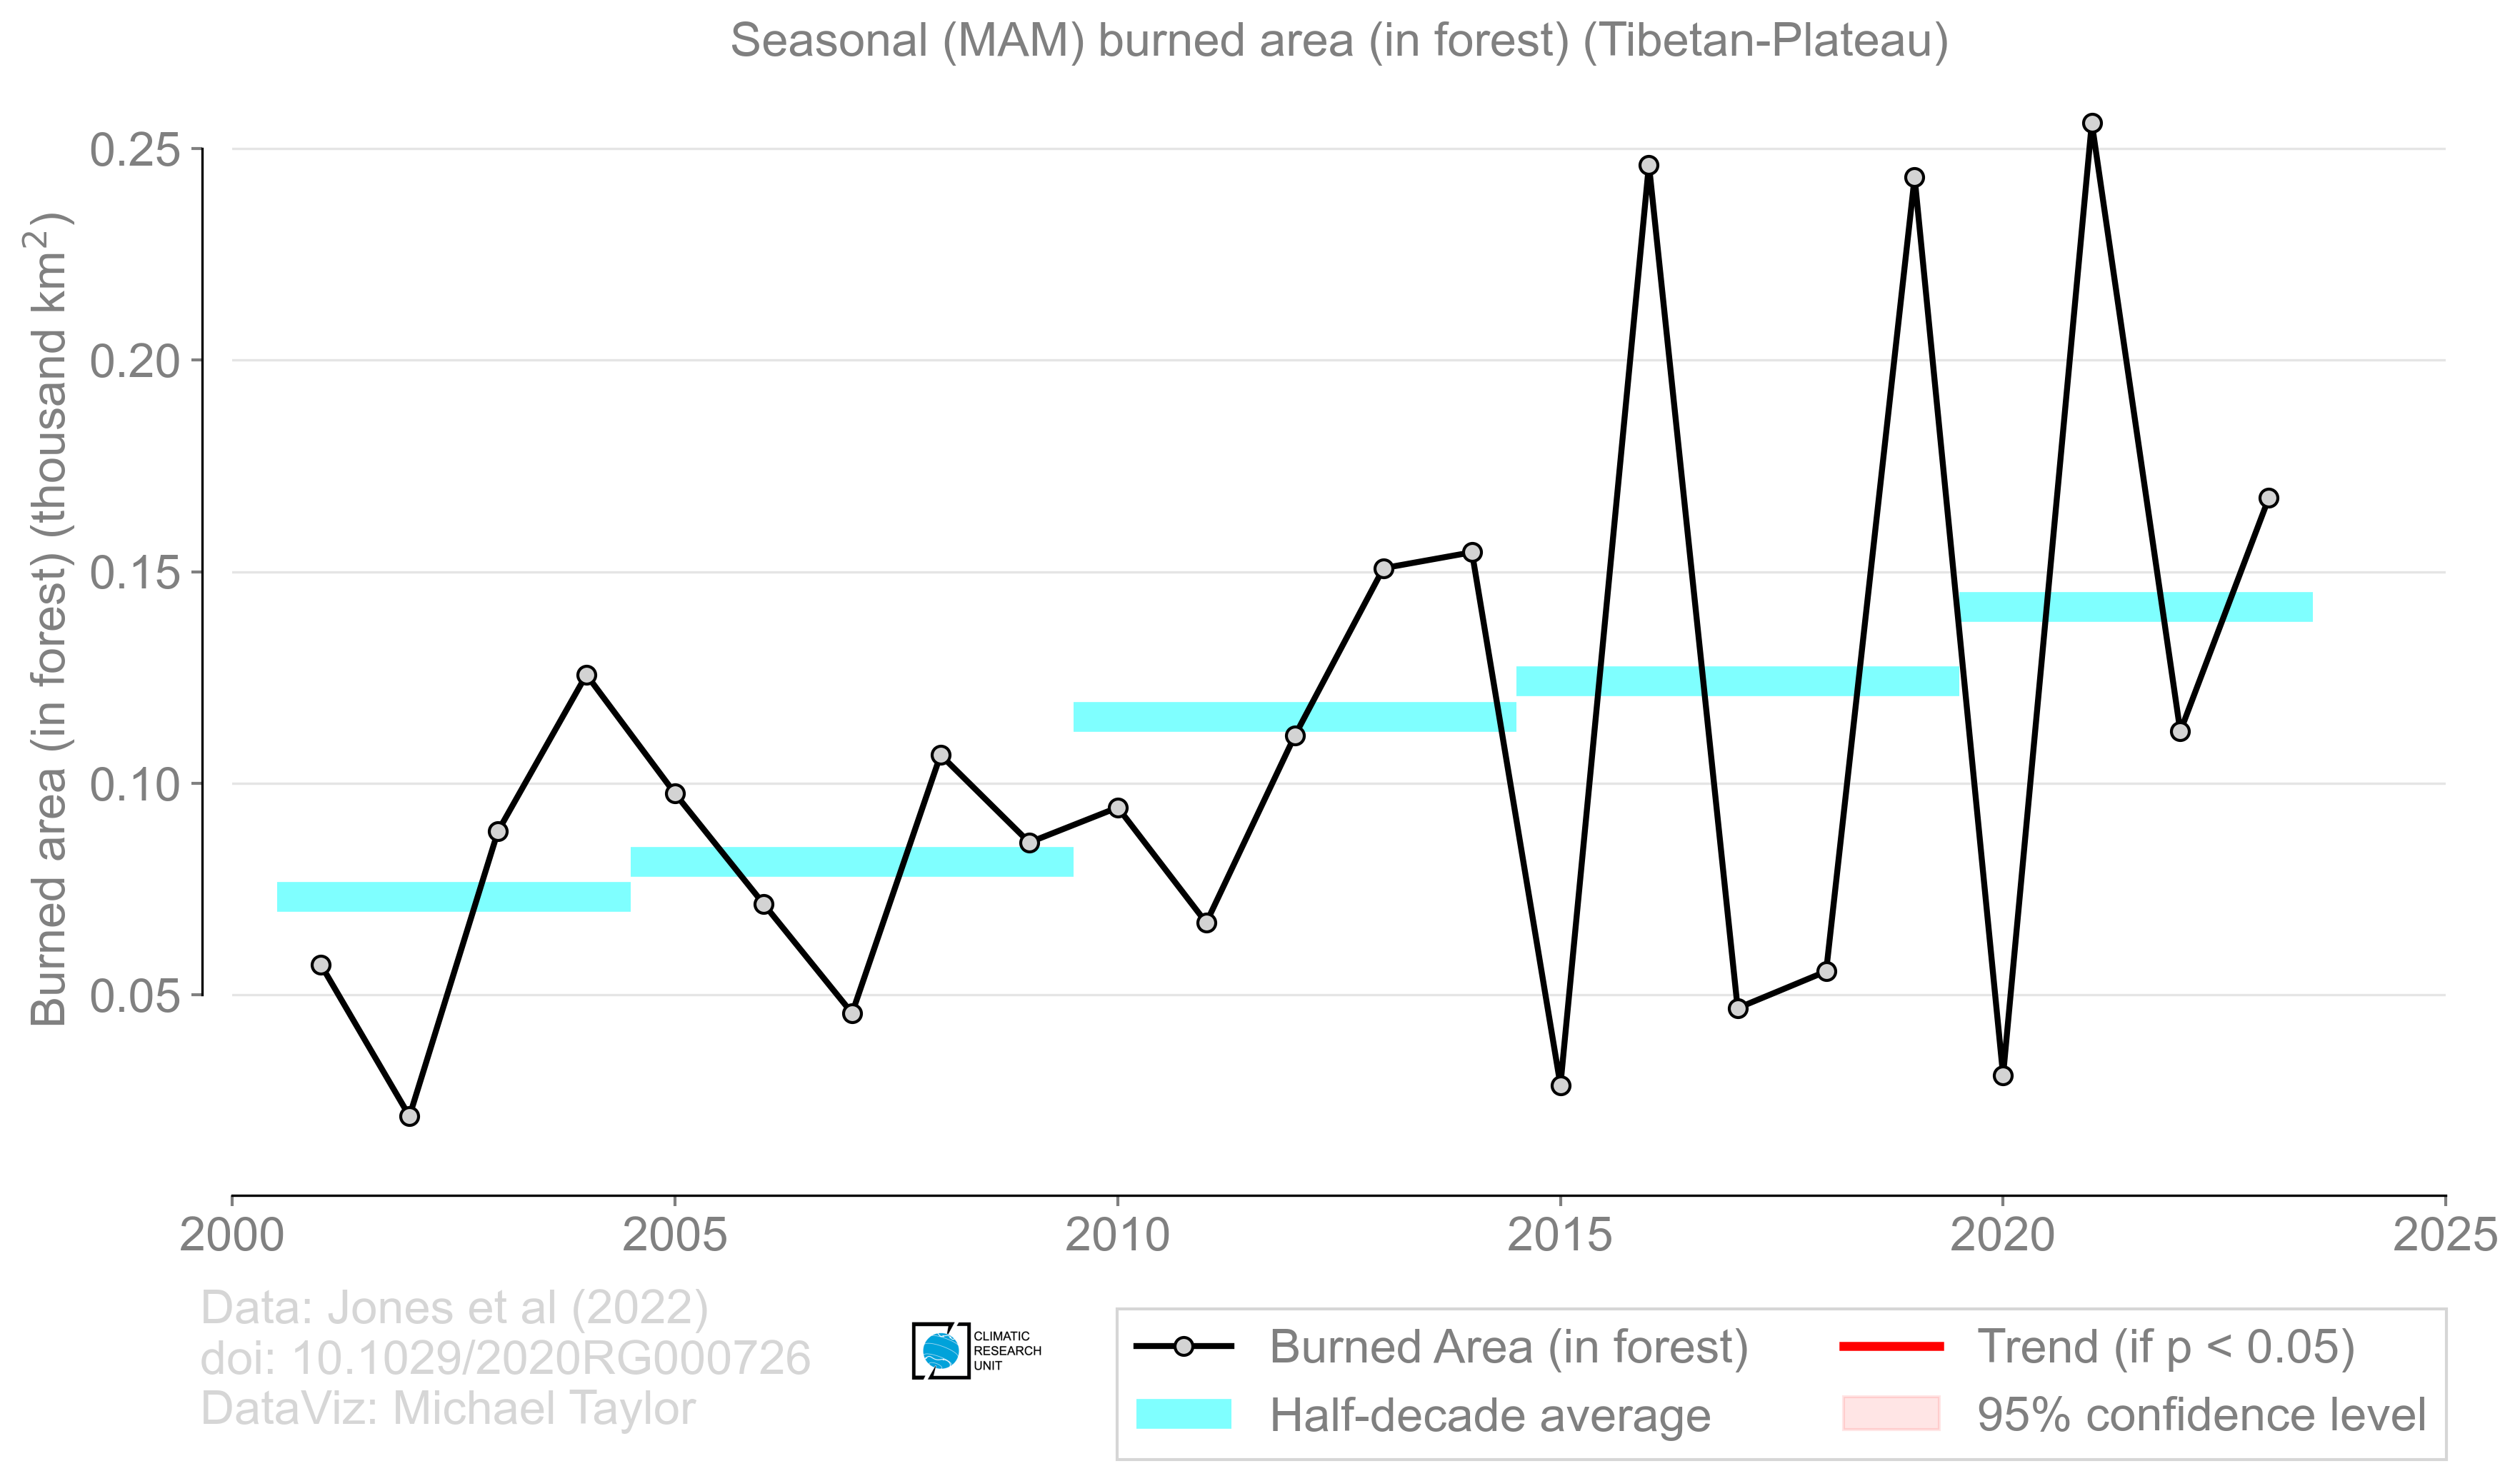 Seasonal (MAM) burned area (in forest) (Tibetan-Plateau)
Burned area (in forest) (thousand km²)
0.25
0.20
0.15
0.10
0.05
2000 2005 2010 2015 2020 2025
Data: Jones et al (2022)
doi: 10.1029/2020RG000726
DataViz: Michael Taylor
CLIMATIC
RESEARCH
UNIT
Burned Area (in forest)
Half-decade average
Trend (if p < 0.05)
95% confidence level